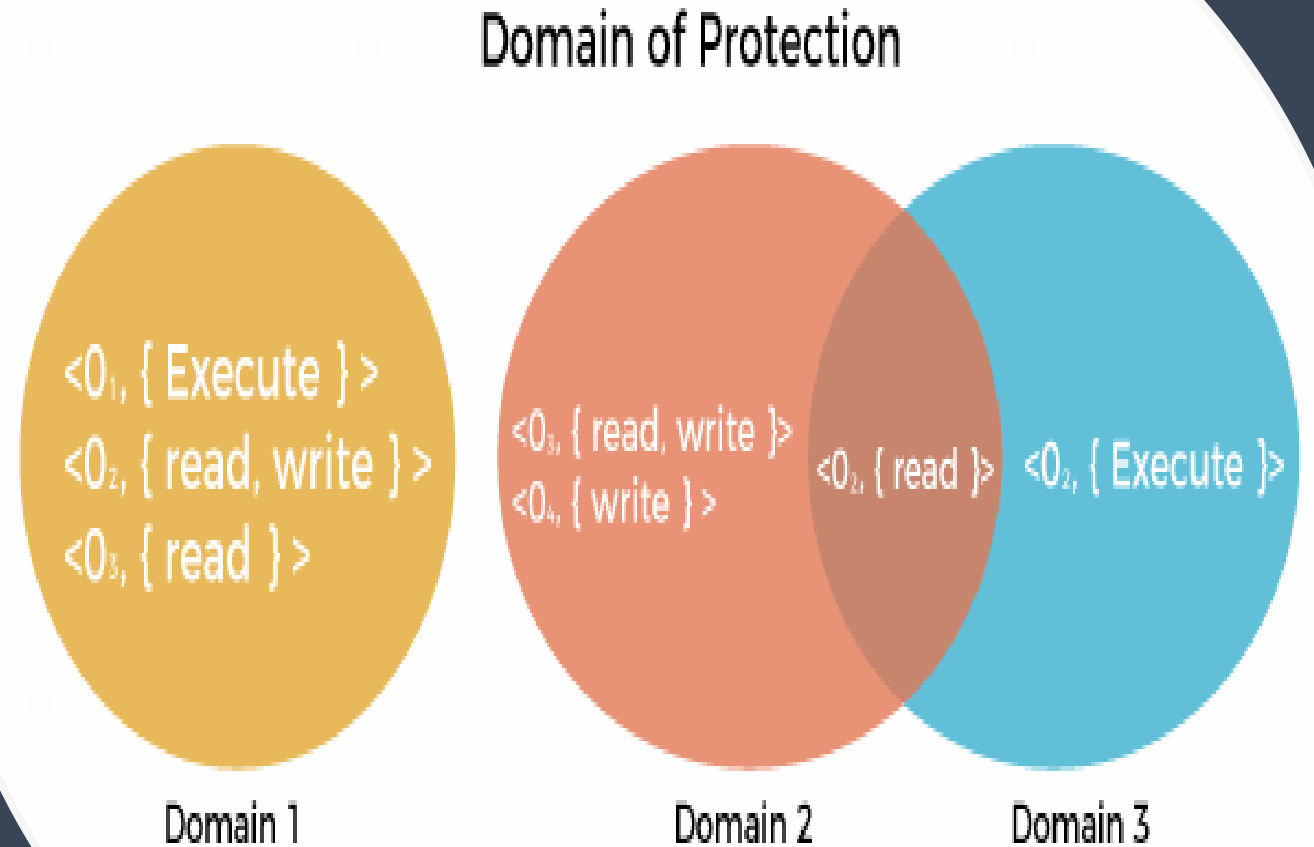 Domain of Protection
<O₁, { Execute } >
<O₂, { read, write } >
<O₃, { read } >
<O₃, { read, write }>
<O₄, { write } >
<O₂, { read }>
<O₂, { Execute }>
Domain 1
Domain 2
Domain 3